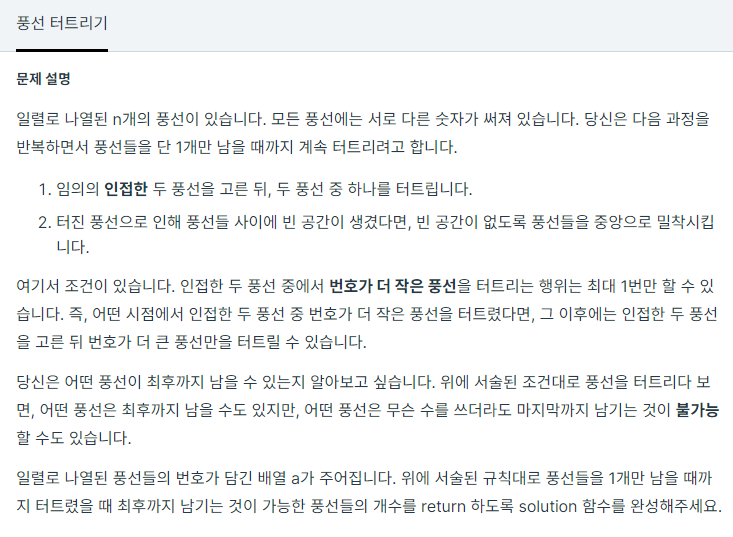 풍선 터트리기
문제 설명
일렬로 나열된 n개의 풍선이 있습니다. 모든 풍선에는 서로 다른 숫자가 써져 있습니다. 당신은 다음 과정을
반복하면서 풍선들을 단 1개만 남을 때까지 계속 터트리려고 합니다.
1. 임의의 인접한 두 풍선을 고른 뒤, 두 풍선 중 하나를 터트립니다.
2. 터진 풍선으로 인해 풍선들 사이에 빈 공간이 생겼다면, 빈 공간이 없도록 풍선들을 중앙으로 밀착시킵
니다.
여기서 조건이 있습니다. 인접한 두 풍선 중에서 번호가 더 작은 풍선을 터트리는 행위는 최대 1번만 할 수 있
습니다. 즉, 어떤 시점에서 인접한 두 풍선 중 번호가 더 작은 풍선을 터트렸다면, 그 이후에는 인접한 두 풍선
을 고른 뒤 번호가 더 큰 풍선만을 터트릴 수 있습니다.
당신은 어떤 풍선이 최후까지 남을 수 있는지 알아보고 싶습니다. 위에 서술된 조건대로 풍선을 터트리다 보
면, 어떤 풍선은 최후까지 남을 수도 있지만, 어떤 풍선은 무슨 수를 쓰더라도 마지막까지 남기는 것이 불가능
할 수도 있습니다.
일렬로 나열된 풍선들의 번호가 담긴 배열 a가 주어집니다. 위에 서술된 규칙대로 풍선들을 1개만 남을 때까
지 터트렸을 때 최후까지 남기는 것이 가능한 풍선들의 개수를 return 하도록 solution 함수를 완성해주세요.